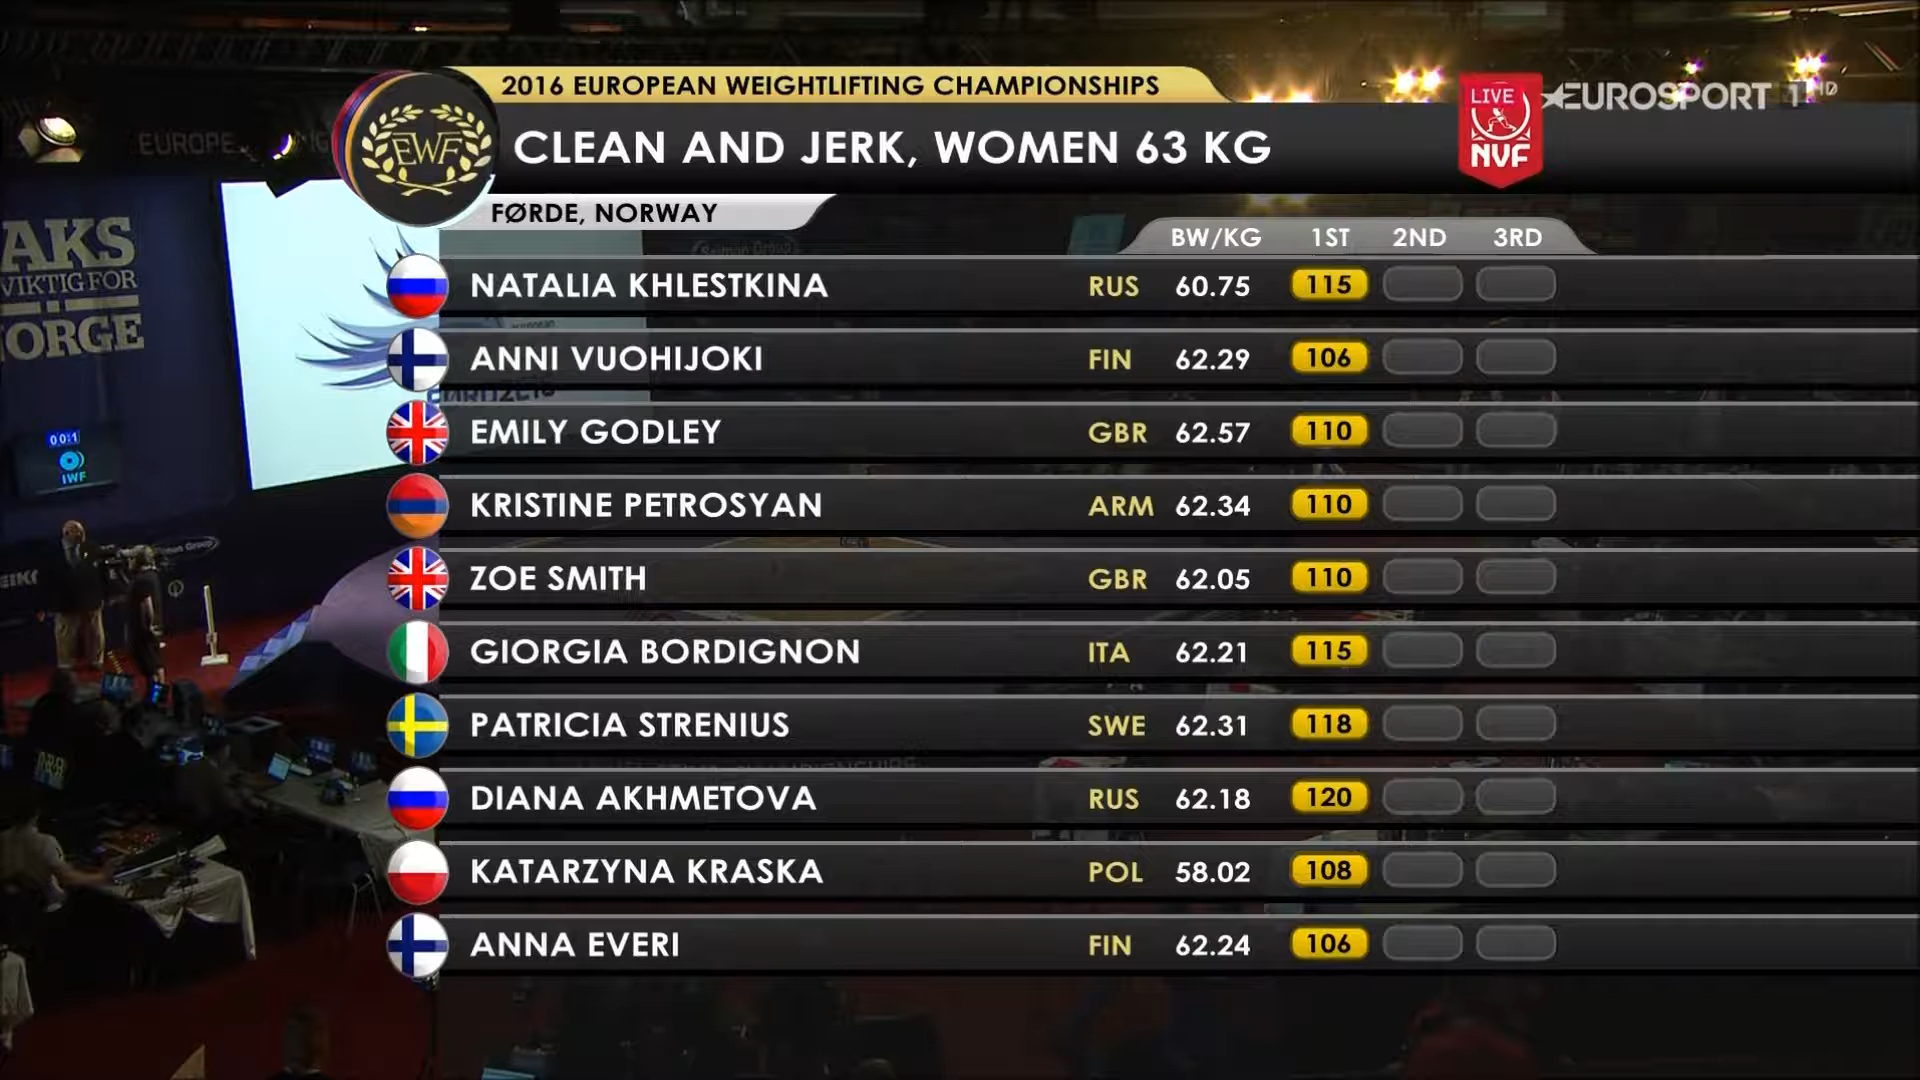 2016 EUROPEAN WEIGHTLIFTING CHAMPIONSHIPS
EWF
CLEAN AND JERK, WOMEN 63 KG
LIVE
NVF
EUROSPORT 1 HD
EUROPE
FØRDE, NORWAY
BW/KG 1ST 2ND 3RD
NATALIA KHLESTKINA RUS 60.75 115
ANNI VUOHIJOKI FIN 62.29 106
EMILY GODLEY GBR 62.57 110
KRISTINE PETROSYAN ARM 62.34 110
ZOE SMITH GBR 62.05 110
GIORGIA BORDIGNON ITA 62.21 115
PATRICIA STRENIUS SWE 62.31 118
DIANA AKHMETOVA RUS 62.18 120
KATARZYNA KRASKA POL 58.02 108
ANNA EVERI FIN 62.24 106
AKS
VIKTIG FOR
NORGE
00:1
IWF